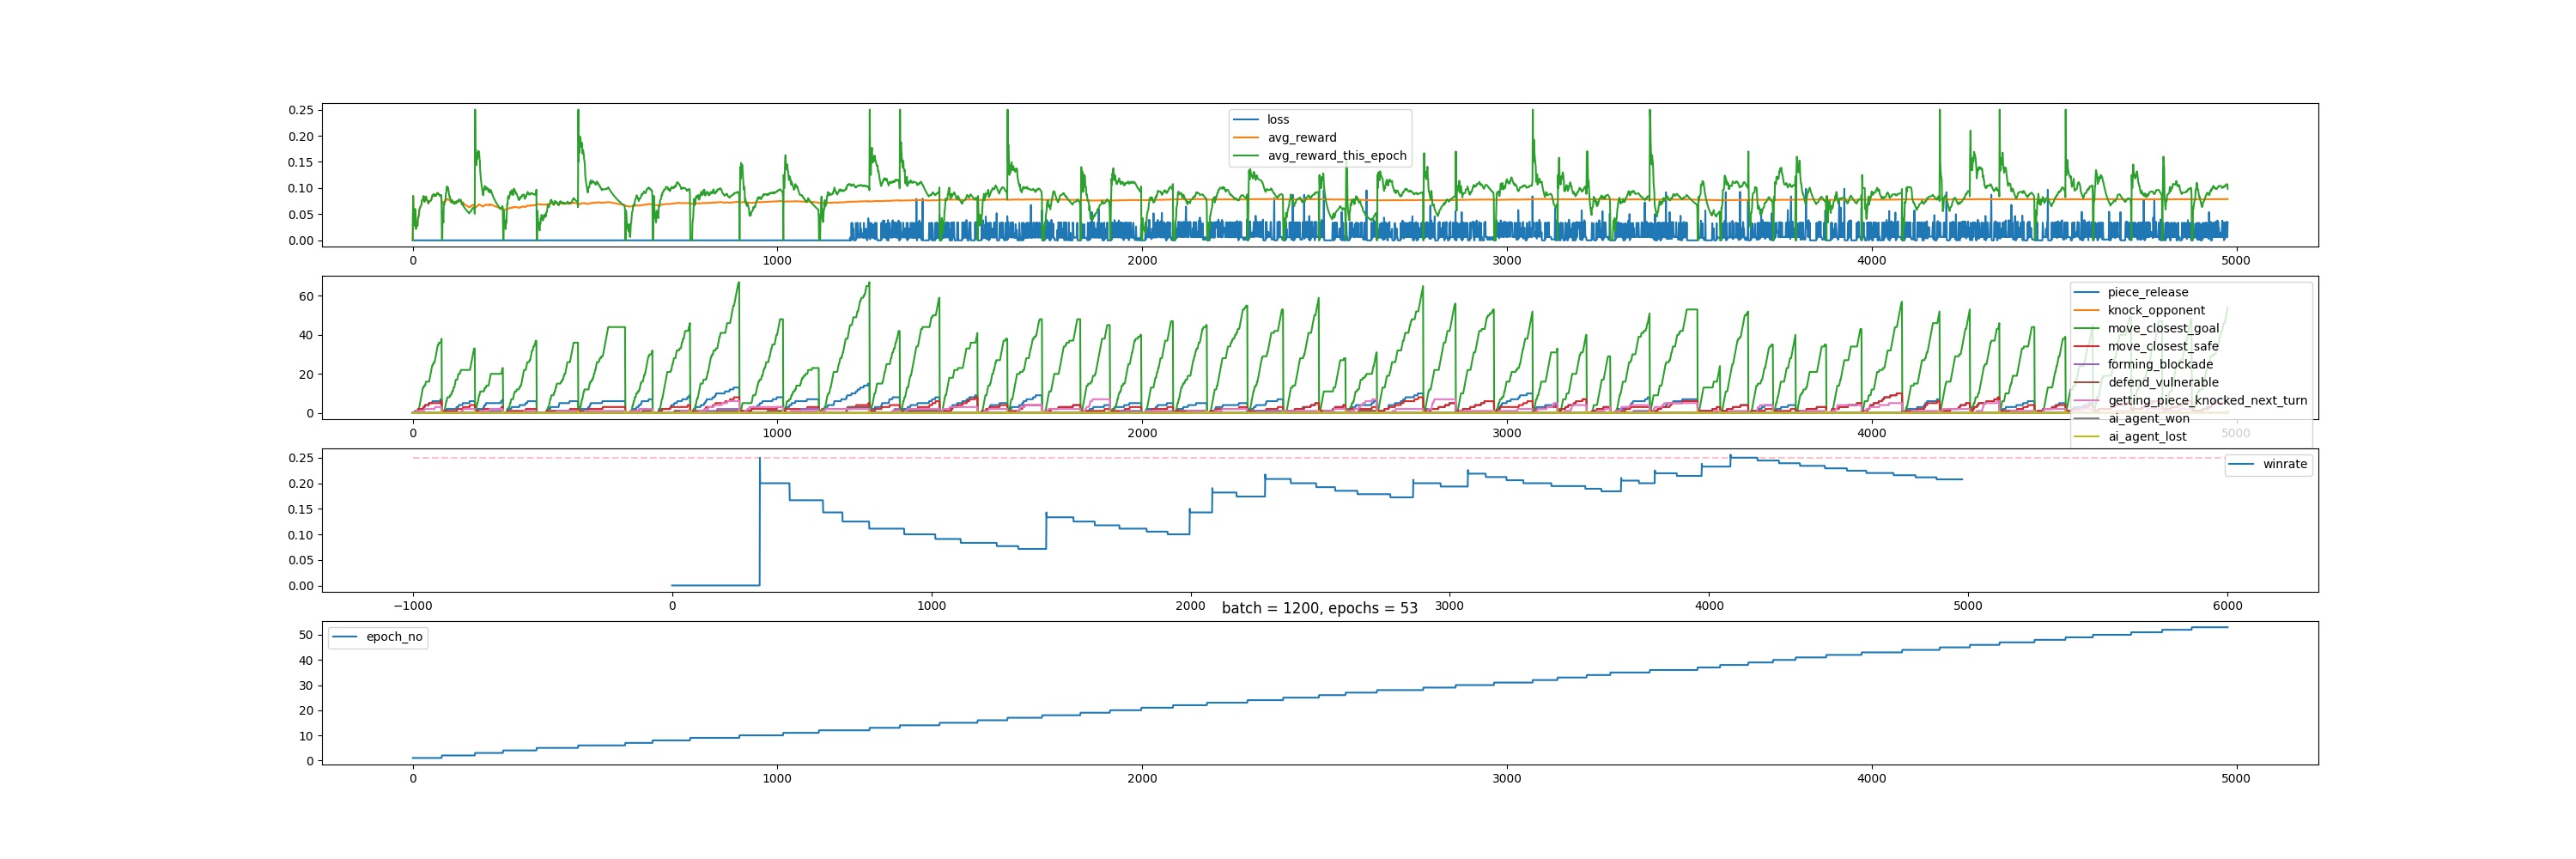 0.25
0.20
0.15
0.10
0.05
0.00
loss
avg_reward
avg_reward_this_epoch
0 1000 2000 3000 4000 5000
60
40
20
0
piece_release
knock_opponent
move_closest_goal
move_closest_safe
forming_blockade
defend_vulnerable
getting_piece_knocked_next_turn
ai_agent_won
ai_agent_lost
0 1000 2000 3000 4000 5000
0.25
0.20
0.15
0.10
0.05
0.00
winrate
−1000 0 1000 2000 3000 4000 5000 6000
batch = 1200, epochs = 53
50
40
30
20
10
0
epoch_no
0 1000 2000 3000 4000 5000